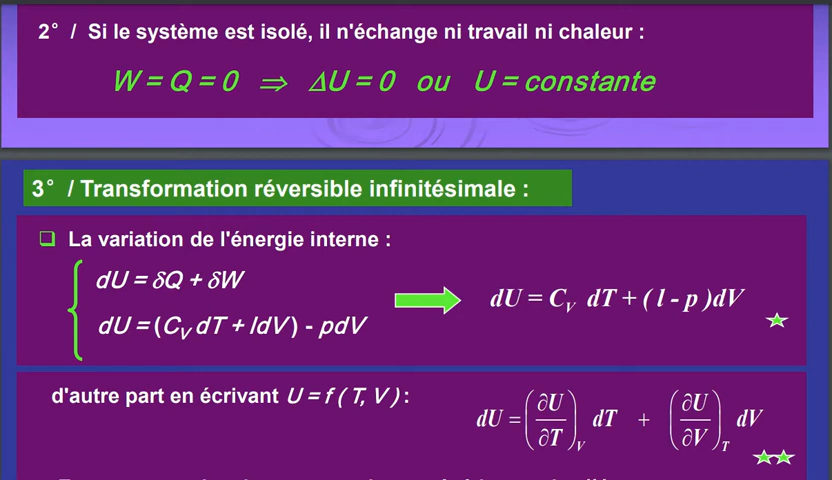 2° / Si le système est isolé, il n'échange ni travail ni chaleur :
W = Q = 0 ⇒ ΔU = 0 ou U = constante
3° / Transformation réversible infinitésimale :
❑ La variation de l'énergie interne :
dU = δQ + δW
dU = (C_V dT + ldV) - pdV
dU = C_V dT + ( l - p )dV
d'autre part en écrivant U = f ( T, V ) :
dU = (∂U/∂T)_V dT + (∂U/∂V)_T dV